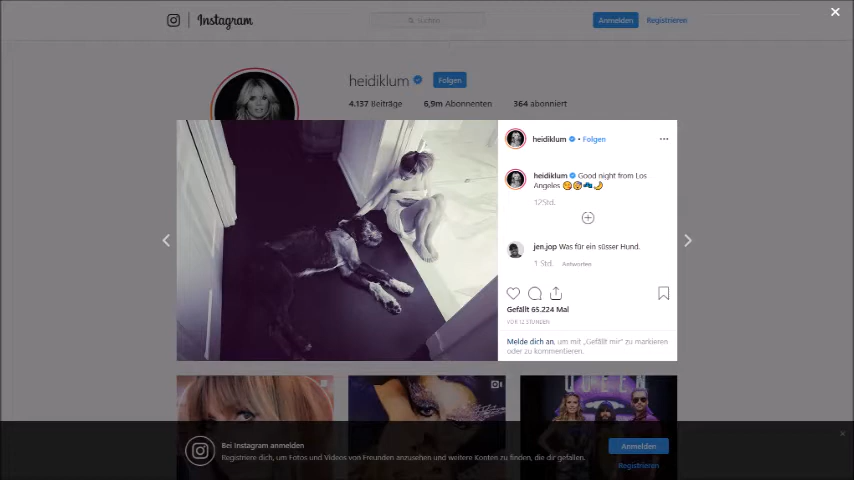 Instagram
Suchen
Anmelden
Registrieren
heidiklum
Folgen
4.137 Beiträge
6,9m Abonnenten
364 abonniert
heidiklum • Folgen
heidiklum Good night from Los
Angeles
12Std.
jen.jop Was für ein süsser Hund.
1 Std. Antworten
Gefällt 65.224 Mal
VOR 12 STUNDEN
Melde dich an, um mit „Gefällt mir" zu markieren
oder zu kommentieren.
QUEEN
Bei Instagram anmelden
Registriere dich, um Fotos und Videos von Freunden anzusehen und weitere Konten zu finden, die dir gefallen.
Anmelden
Registrieren